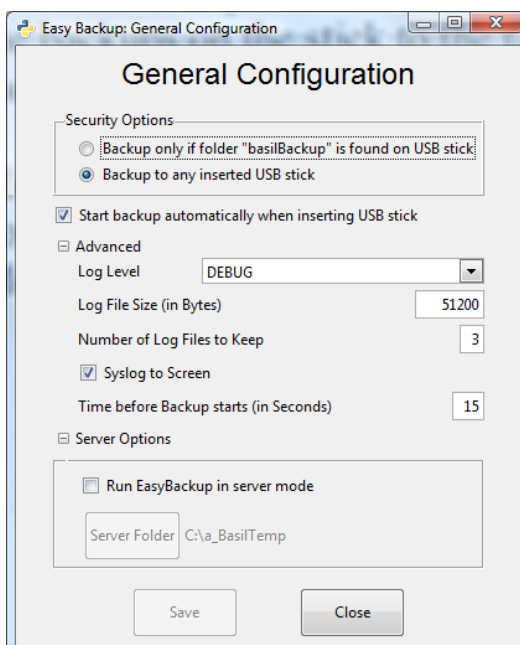 Easy Backup: General Configuration
General Configuration
Security Options
Backup only if folder "basilBackup" is found on USB stick
Backup to any inserted USB stick
Start backup automatically when inserting USB stick
Advanced
Log Level DEBUG
Log File Size (in Bytes) 51200
Number of Log Files to Keep 3
Syslog to Screen
Time before Backup starts (in Seconds) 15
Server Options
Run EasyBackup in server mode
Server Folder C:\a_BasilTemp
Save Close